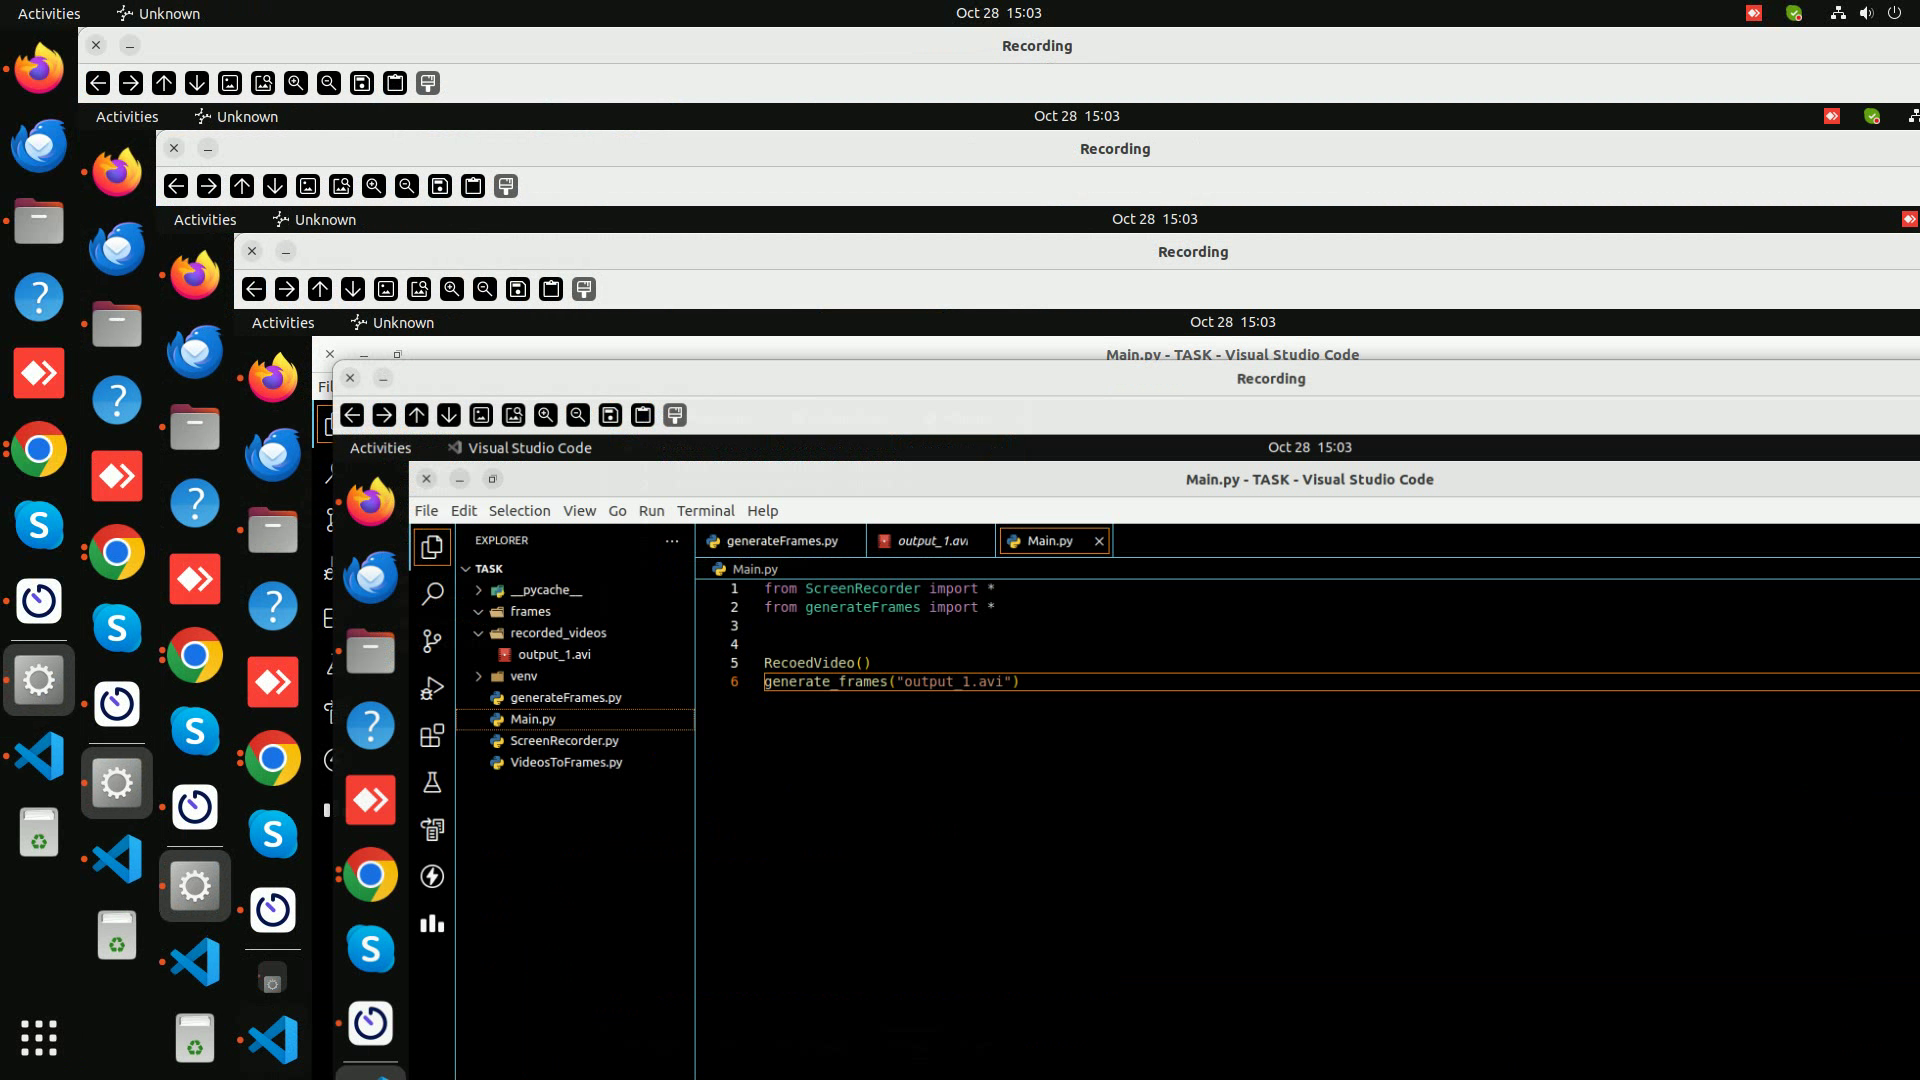 Activities Unknown Oct 28 15:03
Recording
Activities Unknown Oct 28 15:03
Recording
Activities Unknown Oct 28 15:03
Recording
Activities Unknown Oct 28 15:03
Main.py - TASK - Visual Studio Code
Recording
Activities Visual Studio Code Oct 28 15:03
Main.py - TASK - Visual Studio Code
File Edit Selection View Go Run Terminal Help
EXPLORER
generateFrames.py output_1.avi Main.py
TASK
Main.py
__pycache__
frames
recorded_videos
output_1.avi
venv
generateFrames.py
Main.py
ScreenRecorder.py
VideosToFrames.py
1 from ScreenRecorder import *
2 from generateFrames import *
3
4
5 RecoedVideo()
6 generate_frames("output_1.avi")